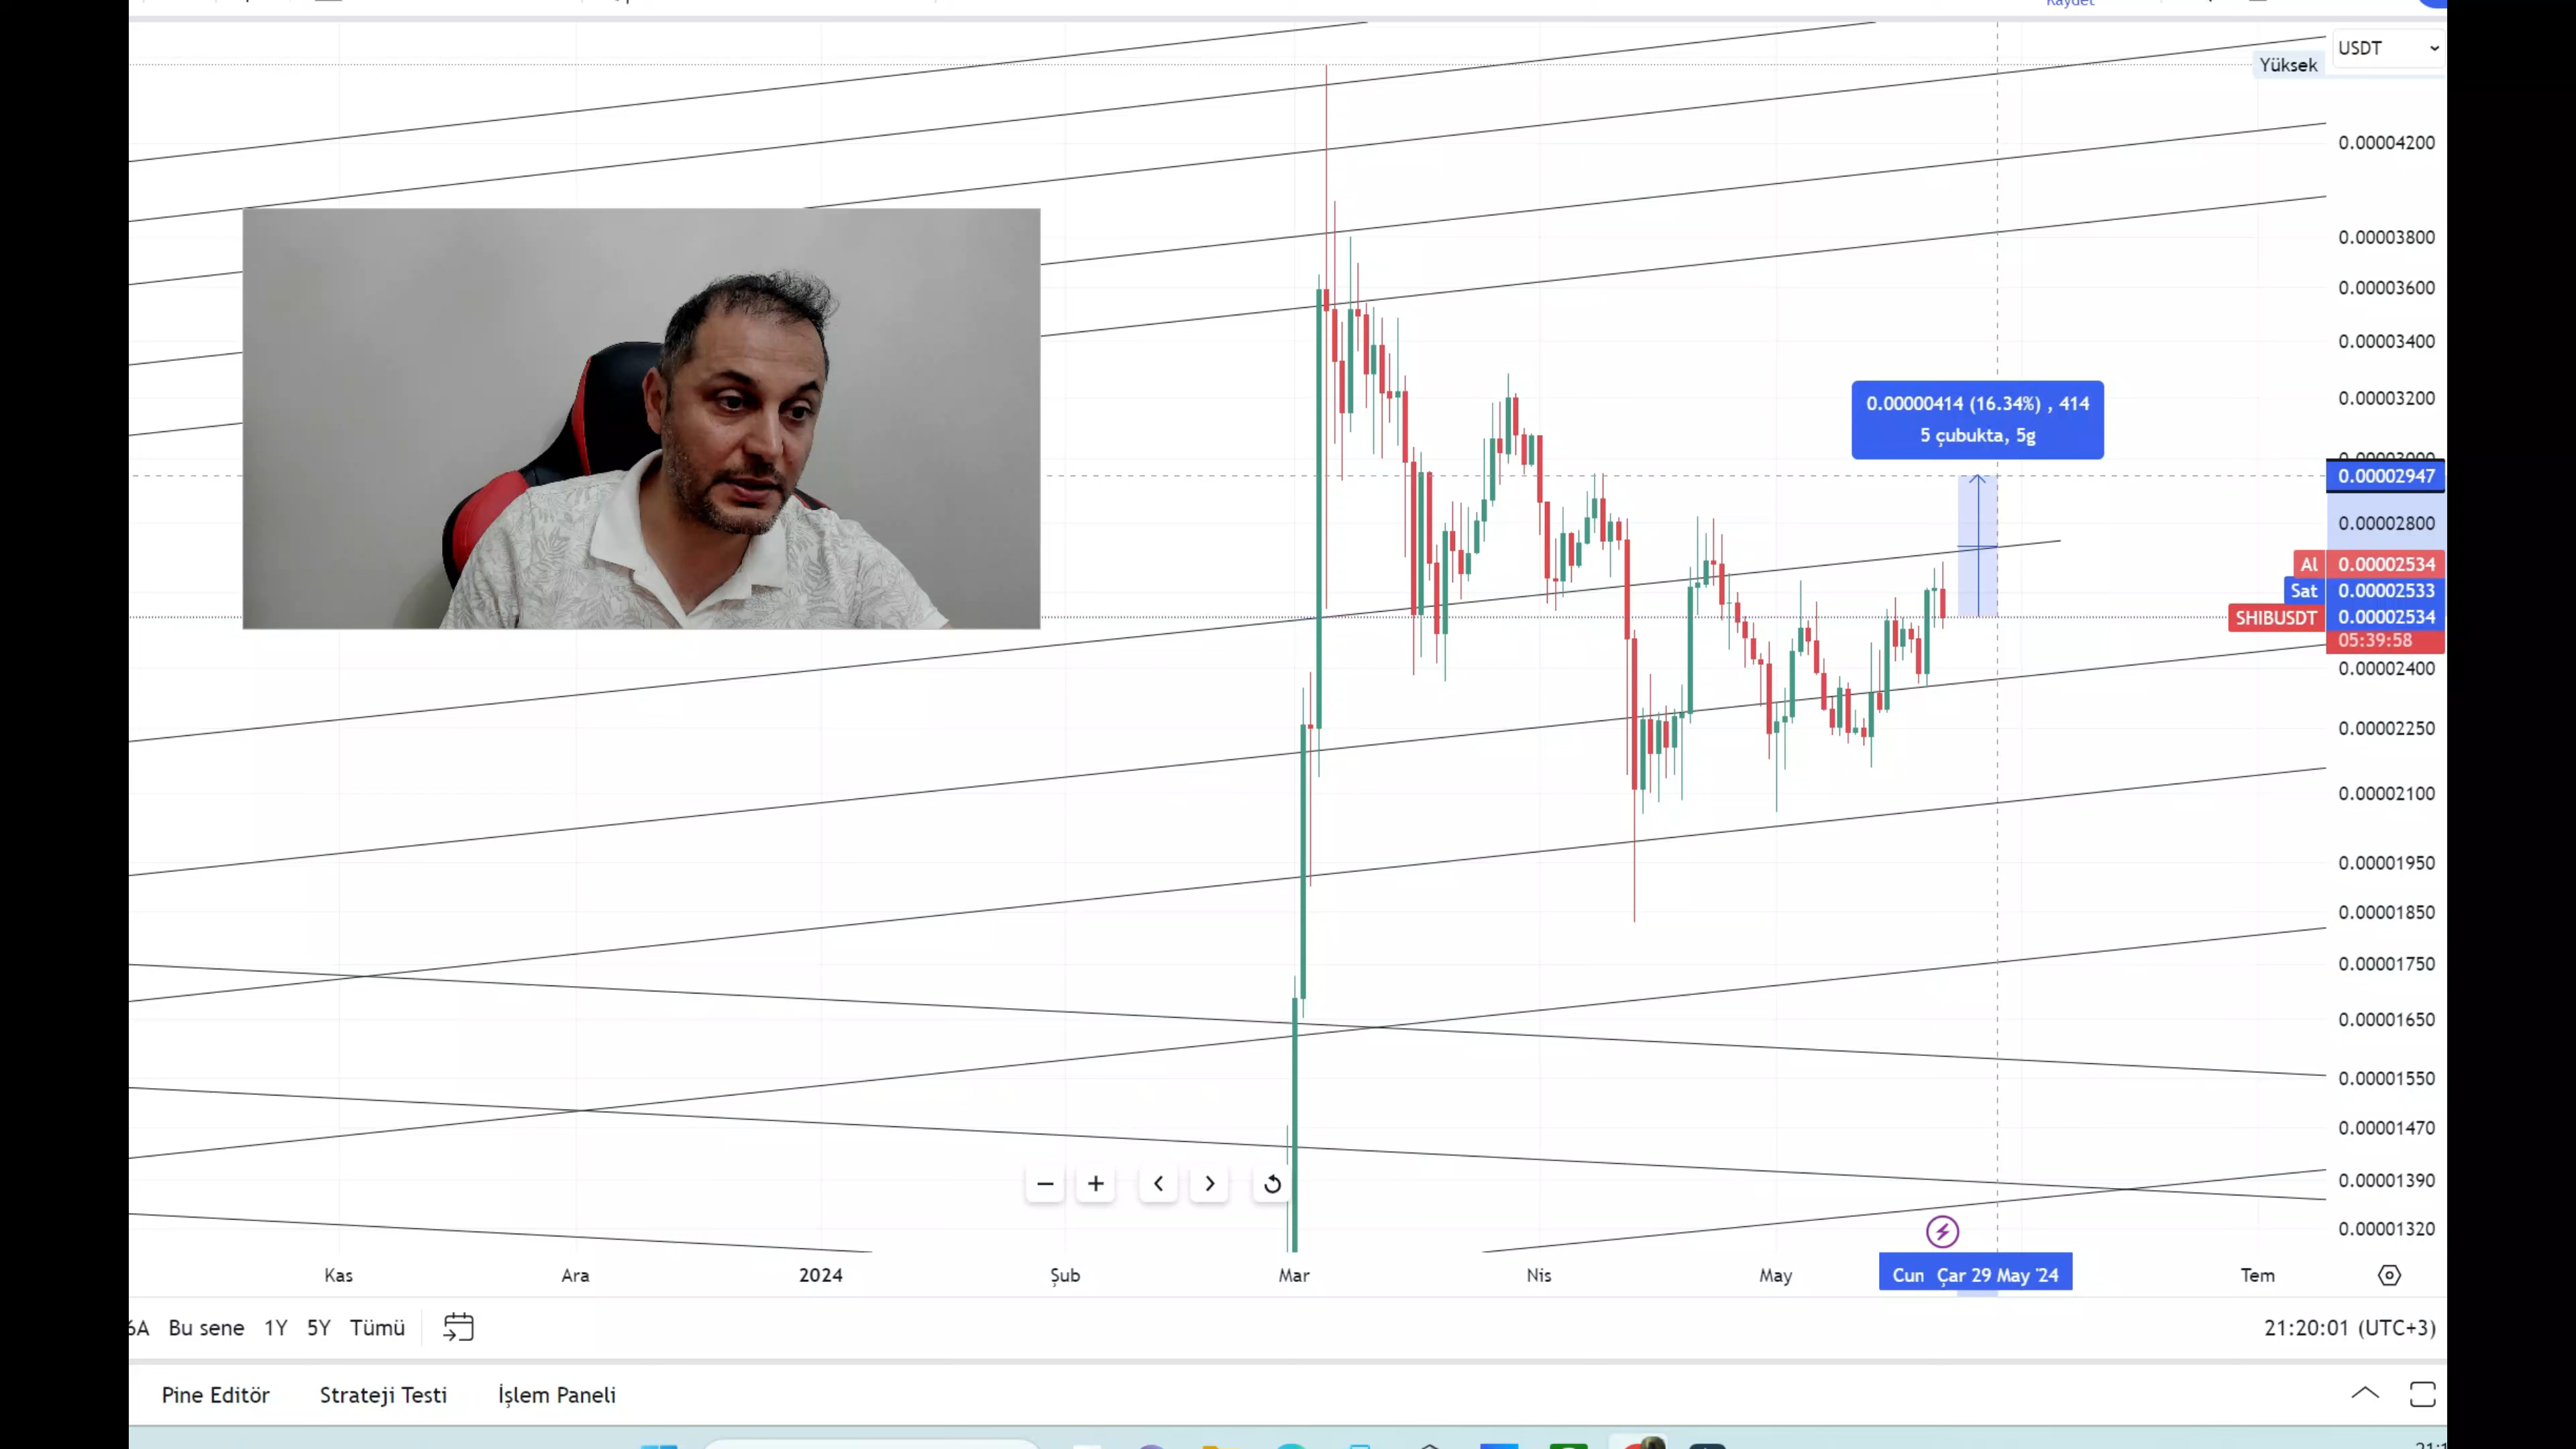 Kaydet
USDT
Yüksek
0.00004200
0.00003800
0.00003600
0.00003400
0.00003200
0.00000414 (16.34%) , 414
5 çubukta, 5g
0.00003000
0.00002947
0.00002800
Al 0.00002534
Sat 0.00002533
SHIBUSDT 0.00002534
05:39:58
0.00002400
0.00002250
0.00002100
0.00001950
0.00001850
0.00001750
0.00001650
0.00001550
0.00001470
0.00001390
0.00001320
Kas Ara 2024 Şub Mar Nis May Cun Çar 29 May '24 Tem
6A Bu sene 1Y 5Y Tümü 21:20:01 (UTC+3)
Pine Editör Strateji Testi İşlem Paneli